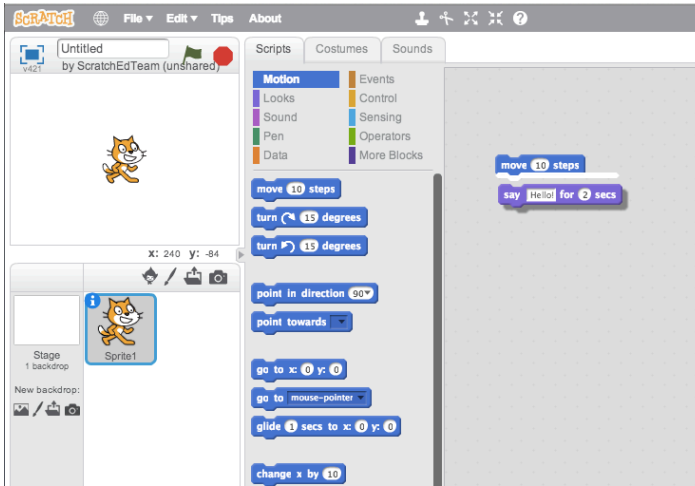 SCRATCH File Edit Tips About
Untitled
by ScratchEdTeam (unshared)
v421
Scripts Costumes Sounds
Motion Events
Looks Control
Sound Sensing
Pen Operators
Data More Blocks
move 10 steps
turn 15 degrees
turn 15 degrees
point in direction 90
point towards
go to x: 0 y: 0
go to mouse-pointer
glide 1 secs to x: 0 y: 0
change x by 10
move 10 steps
say Hello! for 2 secs
x: 240 y: -84
Sprite1
Stage
1 backdrop
New backdrop: